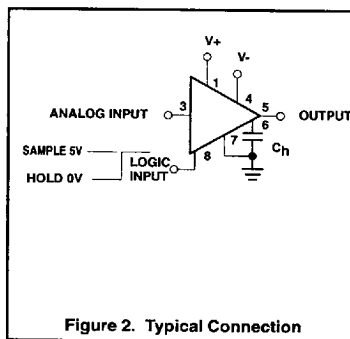 V+
V-
1
4
ANALOG INPUT
3
5
OUTPUT
6
SAMPLE 5V
LOGIC
7
Ch
HOLD 0V
INPUT
8
Figure 2. Typical Connection